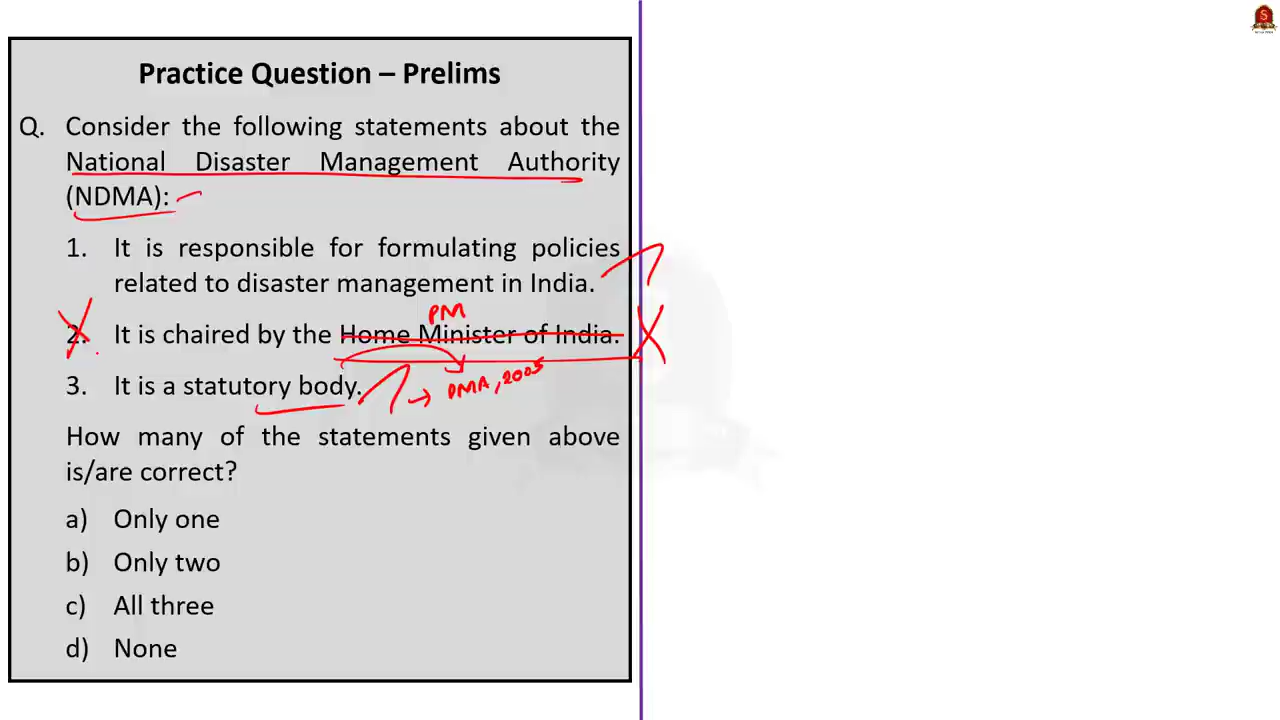 Practice Question – Prelims
Q. Consider the following statements about the
National Disaster Management Authority
(NDMA):
1. It is responsible for formulating policies
related to disaster management in India.
PM
2. It is chaired by the Home Minister of India.
3. It is a statutory body.
DMA, 2005
How many of the statements given above
is/are correct?
a) Only one
b) Only two
c) All three
d) None